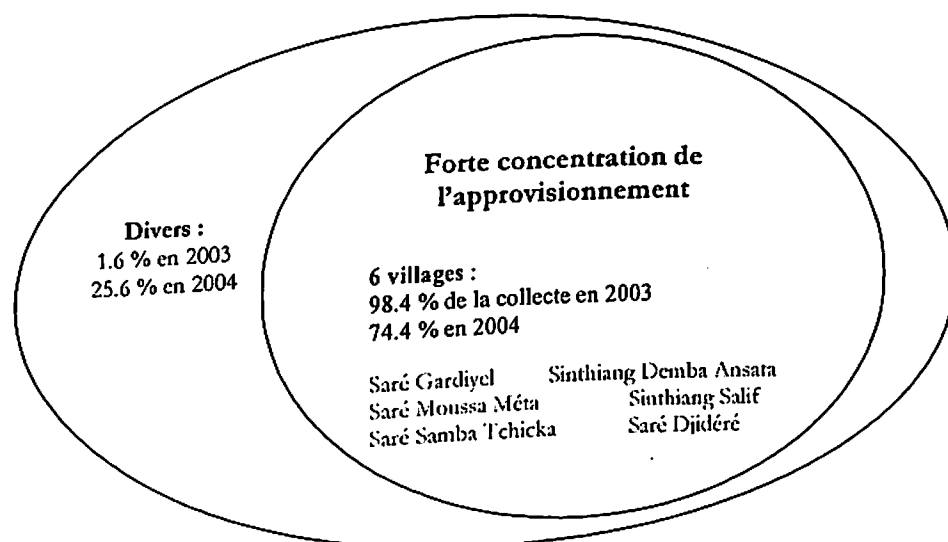 Forte concentration de
l'approvisionnement
Divers :
1.6 % en 2003
25.6 % en 2004
6 villages :
98.4 % de la collecte en 2003
74.4 % en 2004
Saré Gardiyel Sinthiang Demba Ansata
Saré Moussa Méta Sinthiang Salif
Saré Samba Tchicka Saré Djidéré